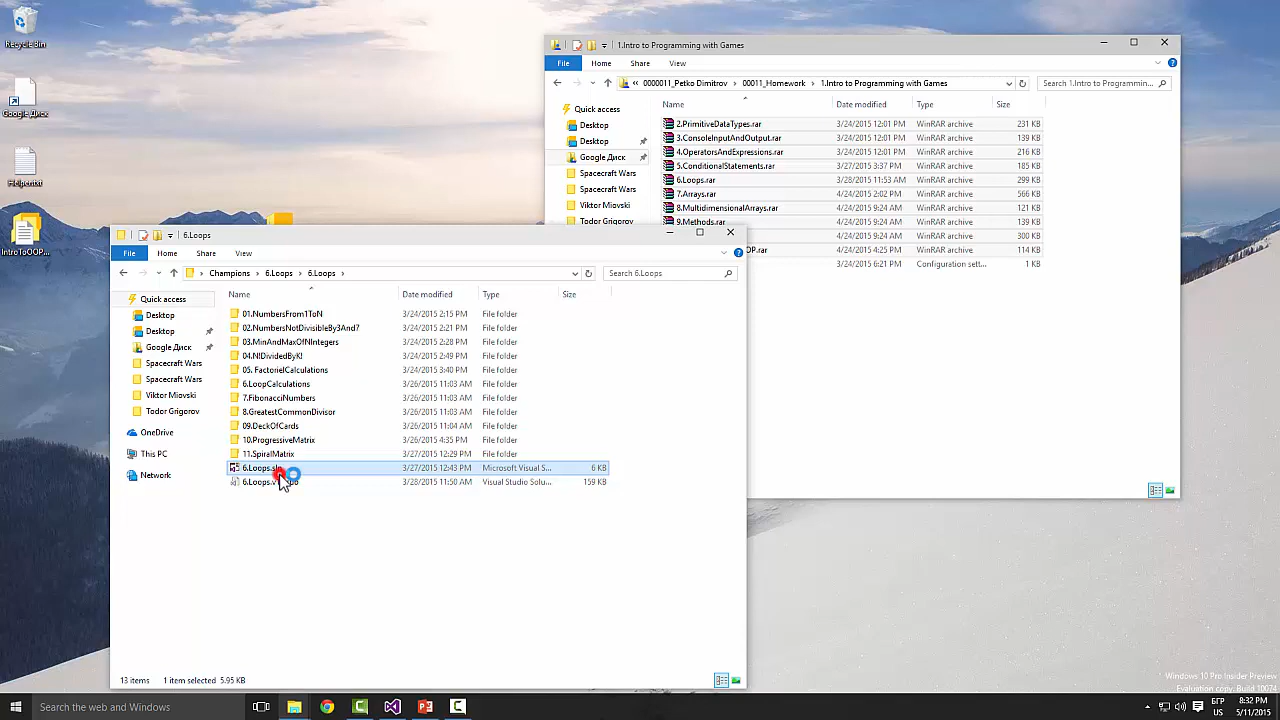 Recycle Bin
Google Диск
IntroToOOP...
1.Intro to Programming with Games
File Home Share View
« 0000011_Petko Dimitrov > 00011_Homework > 1.Intro to Programming with Games
Search 1.Intro to Programmin...
Name Date modified Type Size
Quick access
Desktop
Desktop
Google Диск
Spacecraft Wars
Spacecraft Wars
Viktor Miovski
Todor Grigorov
2.PrimitiveDataTypes.rar 3/24/2015 12:01 PM WinRAR archive 231 KB
3.ConsoleInputAndOutput.rar 3/24/2015 12:01 PM WinRAR archive 139 KB
4.OperatorsAndExpressions.rar 3/24/2015 12:01 PM WinRAR archive 216 KB
5.ConditionalStatements.rar 3/27/2015 3:37 PM WinRAR archive 185 KB
6.Loops.rar 3/28/2015 11:53 AM WinRAR archive 299 KB
7.Arrays.rar 4/24/2015 2:02 PM WinRAR archive 566 KB
8.MultidimensionalArrays.rar 4/24/2015 9:24 AM WinRAR archive 121 KB
9.Methods.rar 4/24/2015 9:24 AM WinRAR archive 139 KB
4/24/2015 9:24 AM WinRAR archive 300 KB
OP.rar 4/24/2015 4:25 PM WinRAR archive 114 KB
3/24/2015 6:21 PM Configuration sett... 1 KB
6.Loops
File Home Share View
Champions > 6.Loops > 6.Loops >
Search 6.Loops
Name Date modified Type Size
Quick access
Desktop
Desktop
Google Диск
Spacecraft Wars
Spacecraft Wars
Viktor Miovski
Todor Grigorov
OneDrive
This PC
Network
01.NumbersFrom1ToN 3/24/2015 2:15 PM File folder
02.NumbersNotDivisibleBy3And7 3/24/2015 2:21 PM File folder
03.MinAndMaxOfNIntegers 3/24/2015 2:28 PM File folder
04.N!DividedByK! 3/24/2015 2:49 PM File folder
05. FactorielCalculations 3/24/2015 3:40 PM File folder
6.LoopCalculations 3/26/2015 11:03 AM File folder
7.FibonacciNumbers 3/26/2015 11:03 AM File folder
8.GreatestCommonDivisor 3/26/2015 11:03 AM File folder
09.DeckOfCards 3/26/2015 11:04 AM File folder
10.ProgressiveMatrix 3/26/2015 4:35 PM File folder
11.SpiralMatrix 3/27/2015 12:29 PM File folder
6.Loops.sln 3/27/2015 12:43 PM Microsoft Visual S... 6 KB
6.Loops 3/28/2015 11:50 AM Visual Studio Solu... 159 KB
13 items 1 item selected 5.95 KB
Windows 10 Pro Insider Preview
Evaluation copy. Build 10074
Search the web and Windows
БГР
US
8:32 PM
5/11/2015